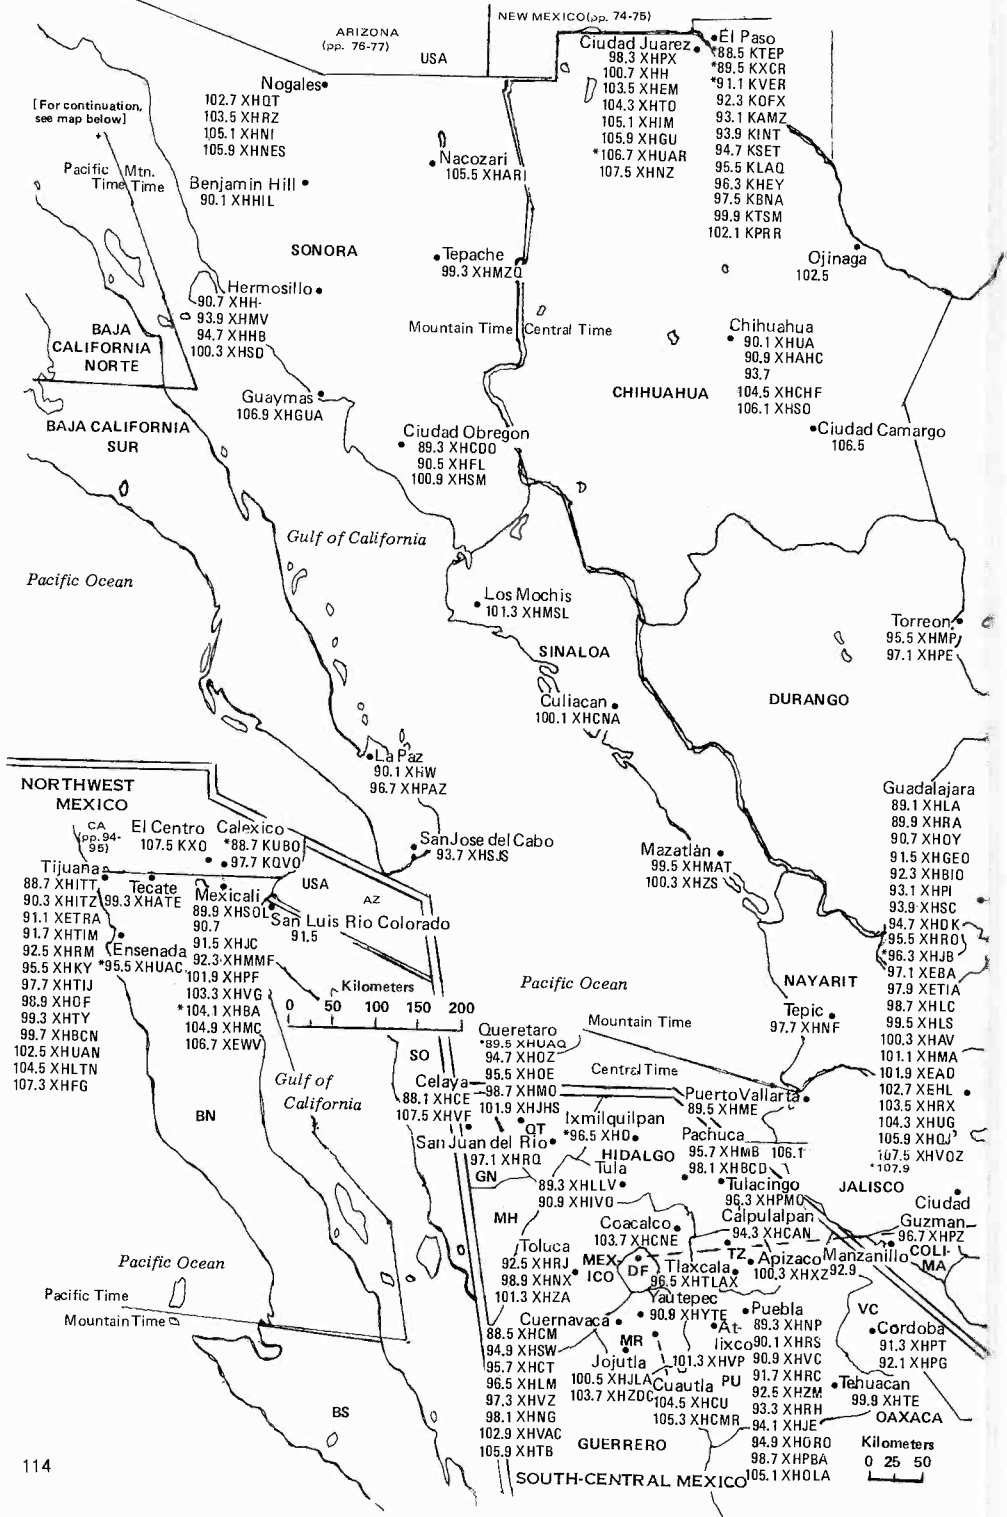 NEW MEXICO(pp. 74-75)
ARIZONA
(pp. 76-77)
USA
[For continuation,
see map below]
Pacific Mtn.
Time Time
Nogales
102.7 XHQT
103.5 XHRZ
105.1 XHNI
105.9 XHNES
Benjamin Hill
90.1 XHHIL
Nacozari
105.5 XHARI
SONORA
Tepache
99.3 XHMZQ
Hermosillo
90.7 XHH-
93.9 XHMV
94.7 XHHB
100.3 XHSD
Mountain Time
Central Time
BAJA
CALIFORNIA
NORTE
BAJA CALIFORNIA
SUR
Guaymas
106.9 XHGUA
Ciudad Obregon
89.3 XHCDO
90.5 XHFL
100.9 XHSM
Ciudad Juarez
98.3 XHPX
100.7 XHH
103.5 XHEM
104.3 XHTO
105.1 XHIM
105.9 XHGU
*106.7 XHUAR
107.5 XHNZ
El Paso
*88.5 KTEP
*89.5 KXCR
*91.1 KVER
92.3 KOFX
93.1 KAMZ
93.9 KINT
94.7 KSET
95.5 KLAQ
96.3 KHEY
97.5 KBNA
99.9 KTSM
102.1 KPRR
Ojinaga
102.5
Chihuahua
90.1 XHUA
90.9 XHAHC
93.7
104.5 XHCHF
106.1 XHSO
CHIHUAHUA
Ciudad Camargo
106.5
Gulf of California
Pacific Ocean
Los Mochis
101.3 XHMSL
SINALOA
Culiacan
100.1 XHCNA
Torreon
95.5 XHMP
97.1 XHPE
DURANGO
La Paz
90.1 XHW
96.7 XHPAZ
San Jose del Cabo
93.7 XHSJS
Mazatlán
99.5 XHMAT
100.3 XHZS
Guadalajara
89.1 XHLA
89.9 XHRA
90.7 XHOY
91.5 XHGEO
92.3 XHBIO
93.1 XHPI
93.9 XHSC
94.7 XHDK
95.5 XHRO
*96.3 XHJB
97.1 XEBA
97.9 XETIA
98.7 XHLC
99.5 XHLS
100.3 XHAV
101.1 XHMA
101.9 XEAD
102.7 XEHL
103.5 XHRX
104.3 XHUG
105.9 XHQJ
107.5 XHVOZ
*107.9
NAYARIT
Tepic
97.7 XHNF
NORTHWEST
MEXICO
CA
(pp.94-
95)
El Centro
107.5 KXO
Calexico
*88.7 KUBO
97.7 KQVO
USA
AZ
Tijuana
88.7 XHITT
90.3 XHITZ
91.1 XETRA
91.7 XHTIM
92.5 XHRM
95.5 XHKY
97.7 XHTIJ
98.9 XHOF
99.3 XHTY
99.7 XHBCN
102.5 XHUAN
104.5 XHLTN
107.3 XHFG
Tecate
99.3 XHATE
Ensenada
*95.5 XHUAC
Mexicali
89.9 XHSOL
90.7
91.5 XHJC
92.3 XHMMF
101.9 XHPF
103.3 XHVG
*104.1 XHBA
104.9 XHMC
106.7 XEWV
San Luis Rio Colorado
91.5
Kilometers
0 50 100 150 200
Gulf of
California
SO
BN
BS
Pacific Ocean
Pacific Time
Mountain Time
Pacific Ocean
Mountain Time
Central Time
Queretaro
*89.5 XHUAQ
94.7 XHOZ
95.5 XHOE
98.7 XHMO
101.9 XHJHS
Celaya
88.1 XHCE
107.5 XHVF
QT
San Juan del Rio
97.1 XHRQ
GN
Ixmilquilpan
*96.5 XHD
HIDALGO
Tula
89.3 XHLLV
90.9 XHIVO
Puerto Vallarta
89.5 XHME
106.1
Pachuca
95.7 XHMB
98.1 XHBCD
Tulacingo
96.3 XHPMO
Calpulalpan
94.3 XHCAN
JALISCO
Ciudad
Guzman
96.7 XHPZ
Manzanillo
92.9
COLI-
MA
MH
Toluca
92.5 XHRJ
98.9 XHNX
101.3 XHZA
MEX-
ICO
Coacalco
103.7 XHCNE
DF
TZ
Tlaxcala
96.5 XHTLAX
Apizaco
100.3 XHXZ
Yautepec
90.9 XHYTE
Cuernavaca
88.5 XHCM
94.9 XHSW
95.7 XHCT
96.5 XHLM
97.3 XHVZ
98.1 XHNG
102.9 XHVAC
105.9 XHTB
MR
Jojutla
100.5 XHJLA
103.7 XHZDC
At-
lixco
101.3 XHVP
Cuautla
104.5 XHCU
105.3 XHCMR
PU
Puebla
89.3 XHNP
90.1 XHRS
90.9 XHVC
91.7 XHRC
92.5 XHZM
93.3 XHRH
94.1 XHJE
94.9 XHORO
98.7 XHPBA
105.1 XHOLA
VC
Cordoba
91.3 XHPT
92.1 XHPG
Tehuacan
99.9 XHTE
OAXACA
GUERRERO
Kilometers
0 25 50
SOUTH-CENTRAL MEXICO
114